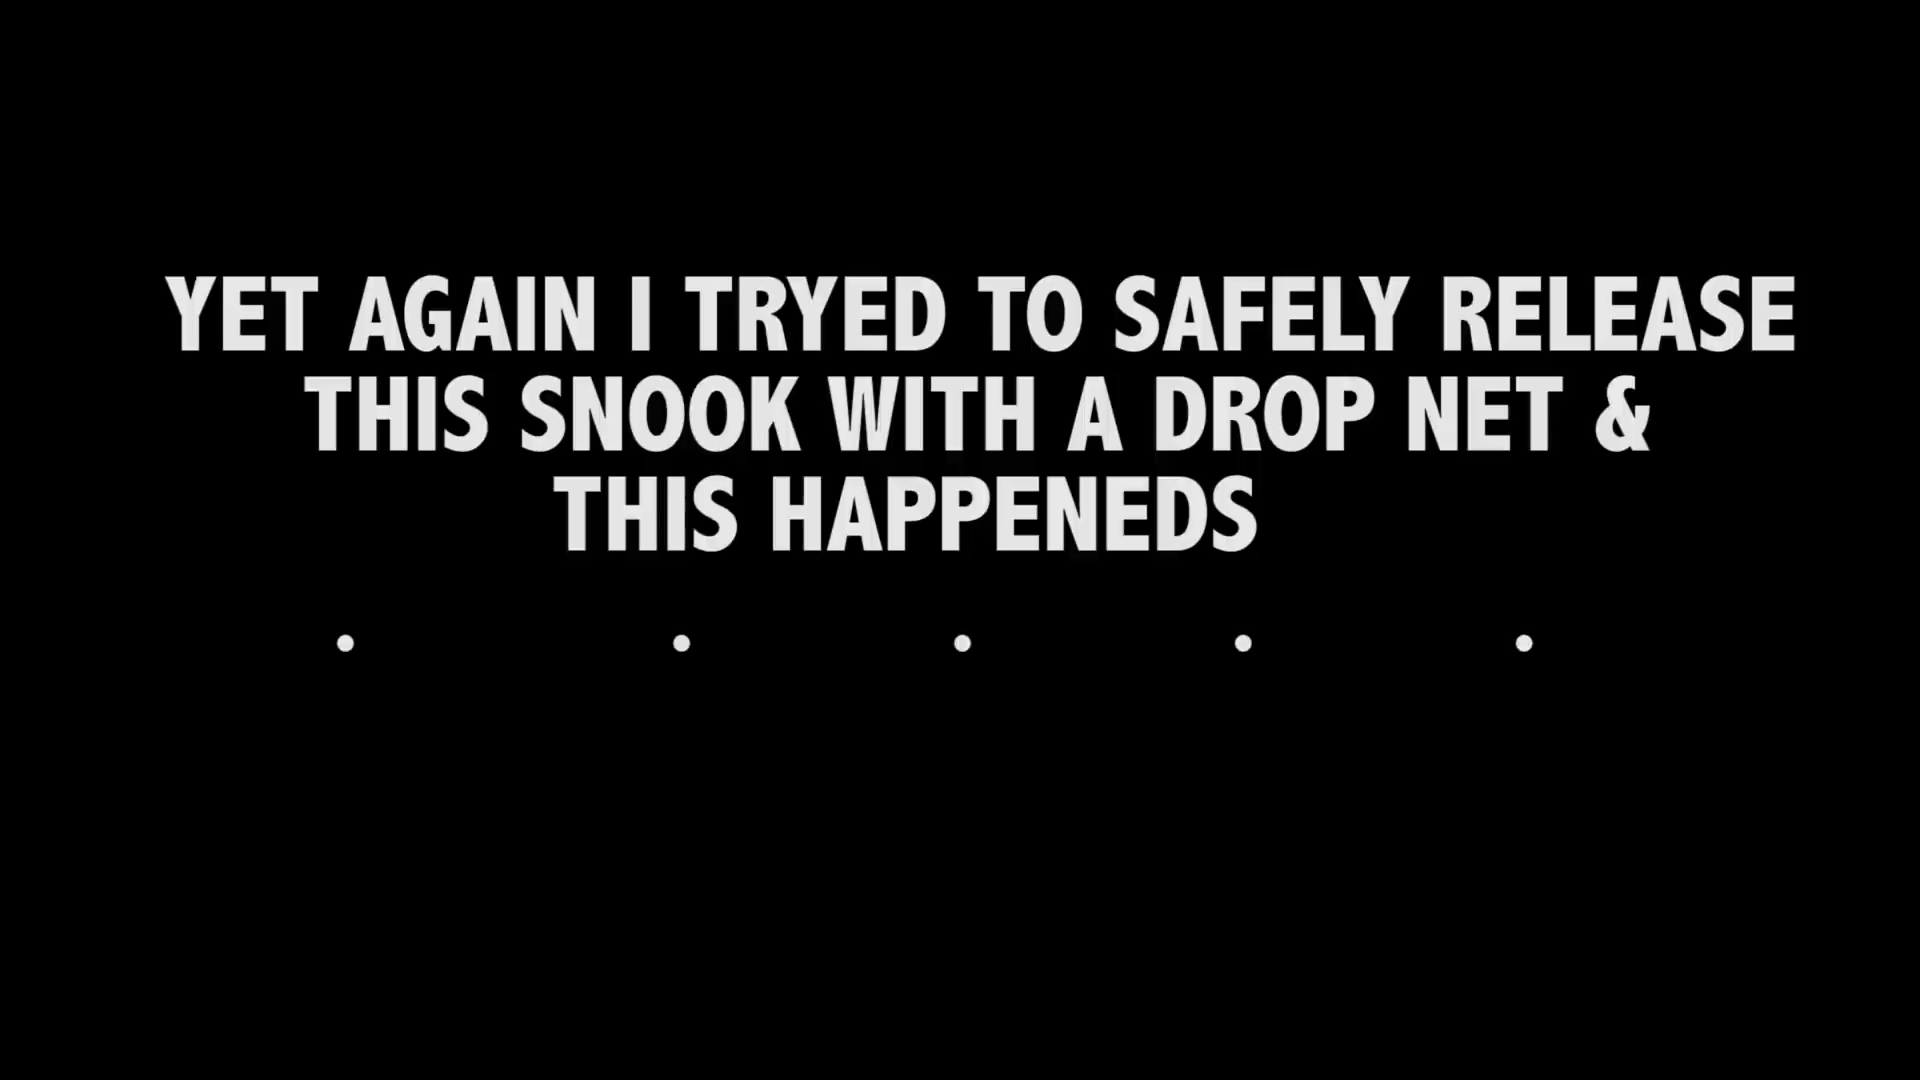 YET AGAIN I TRYED TO SAFELY RELEASE
THIS SNOOK WITH A DROP NET &
THIS HAPPENEDS
. . . . .